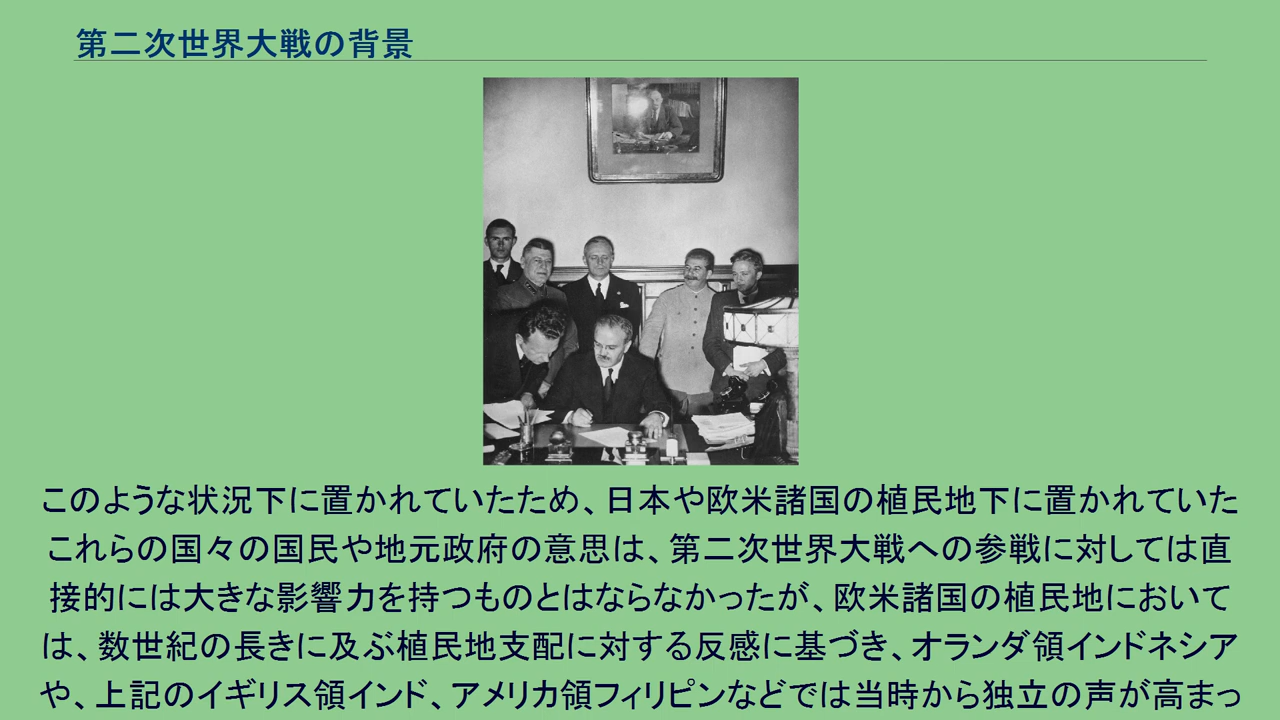 第二次世界大戦の背景
このような状況下に置かれていたため、日本や欧米諸国の植民地下に置かれていた
これらの国々の国民や地元政府の意思は、第二次世界大戦への参戦に対しては直
接的には大きな影響力を持つものとはならなかったが、欧米諸国の植民地において
は、数世紀の長きに及ぶ植民地支配に対する反感に基づき、オランダ領インドネシア
や、上記のイギリス領インド、アメリカ領フィリピンなどでは当時から独立の声が高まっ